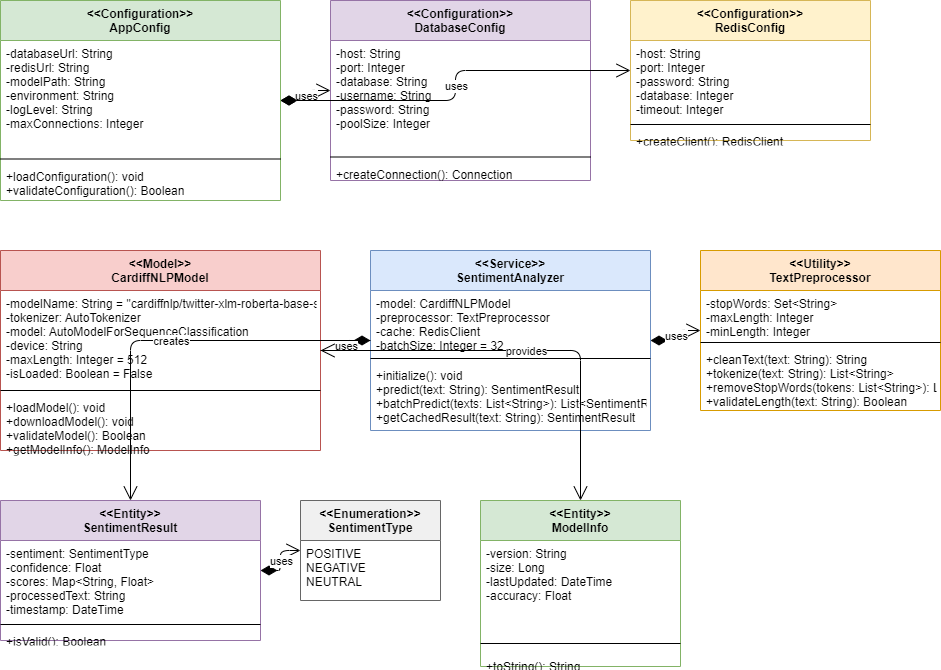 <<Configuration>>
AppConfig
-databaseUrl: String
-redisUrl: String
-modelPath: String
-environment: String
-logLevel: String
-maxConnections: Integer
+loadConfiguration(): void
+validateConfiguration(): Boolean
uses
<<Configuration>>
DatabaseConfig
-host: String
-port: Integer
-database: String
-username: String
-password: String
-poolSize: Integer
+createConnection(): Connection
uses
<<Configuration>>
RedisConfig
-host: String
-port: Integer
-password: String
-database: Integer
-timeout: Integer
+createClient(): RedisClient
<<Model>>
CardiffNLPModel
-modelName: String = "cardiffnlp/twitter-xlm-roberta-base-s
-tokenizer: AutoTokenizer
-model: AutoModelForSequenceClassification
-device: String
-maxLength: Integer = 512
-isLoaded: Boolean = False
+loadModel(): void
+downloadModel(): void
+validateModel(): Boolean
+getModelInfo(): ModelInfo
creates
uses
<<Service>>
SentimentAnalyzer
-model: CardiffNLPModel
-preprocessor: TextPreprocessor
-cache: RedisClient
-batchSize: Integer = 32
+initialize(): void
+predict(text: String): SentimentResult
+batchPredict(texts: List<String>): List<SentimentR
+getCachedResult(text: String): SentimentResult
provides
uses
<<Utility>>
TextPreprocessor
-stopWords: Set<String>
-maxLength: Integer
-minLength: Integer
+cleanText(text: String): String
+tokenize(text: String): List<String>
+removeStopWords(tokens: List<String>): L
+validateLength(text: String): Boolean
<<Entity>>
SentimentResult
-sentiment: SentimentType
-confidence: Float
-scores: Map<String, Float>
-processedText: String
-timestamp: DateTime
+isValid(): Boolean
uses
<<Enumeration>>
SentimentType
POSITIVE
NEGATIVE
NEUTRAL
<<Entity>>
ModelInfo
-version: String
-size: Long
-lastUpdated: DateTime
-accuracy: Float
+toString(): String